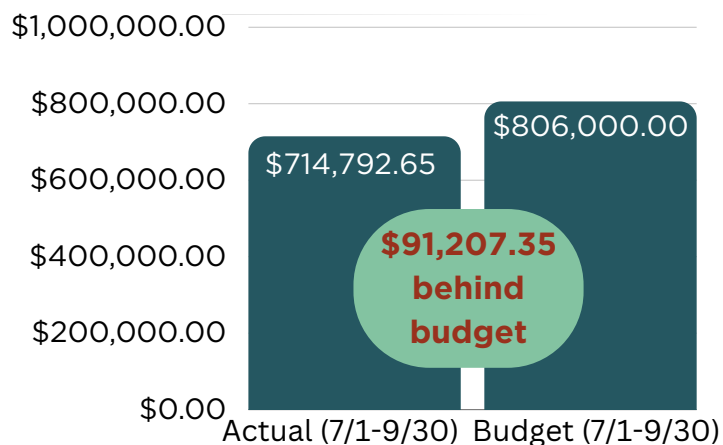 $1,000,000.00
$800,000.00
$600,000.00
$400,000.00
$200,000.00
$0.00
$714,792.65
$806,000.00
$91,207.35
behind
budget
Actual (7/1-9/30)
Budget (7/1-9/30)